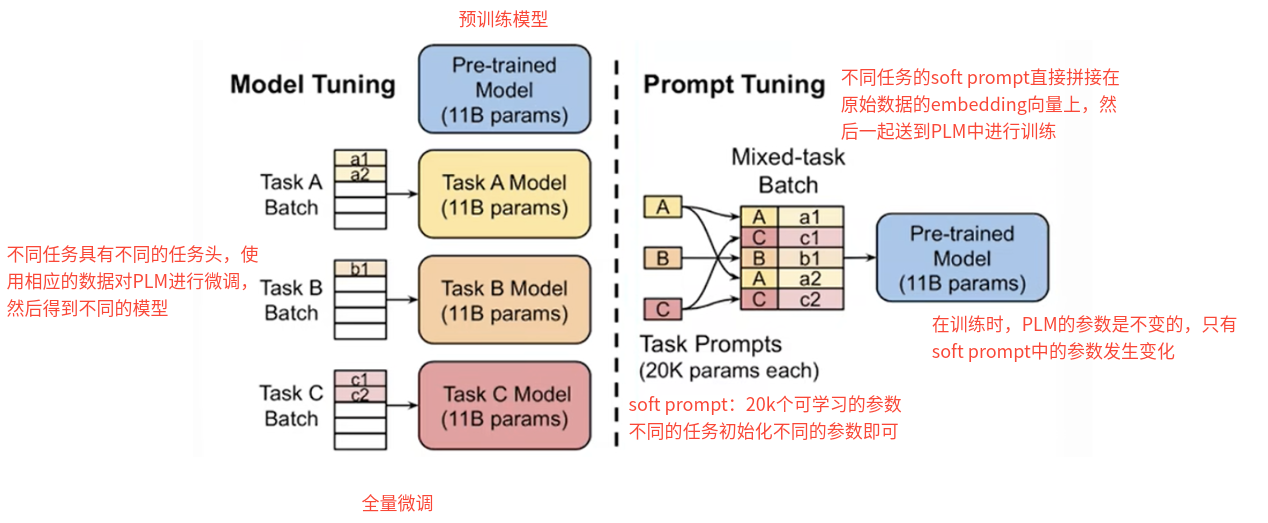 预训练模型
Model Tuning
Pre-trained
Model
(11B params)
Task A
Batch
a1
a2
Task A Model
(11B params)
Task B
Batch
b1
Task B Model
(11B params)
Task C
Batch
c1
c2
Task C Model
(11B params)
不同任务具有不同的任务头，使
用相应的数据对PLM进行微调，
然后得到不同的模型
全量微调
Prompt Tuning
不同任务的soft prompt直接拼接在
原始数据的embedding向量上，然
后一起送到PLM中进行训练
Mixed-task
Batch
A
B
C
A a1
C c1
B b1
A a2
C c2
Pre-trained
Model
(11B params)
Task Prompts
(20K params each)
在训练时，PLM的参数是不变的，只有
soft prompt中的参数发生变化
soft prompt：20k个可学习的参数
不同的任务初始化不同的参数即可